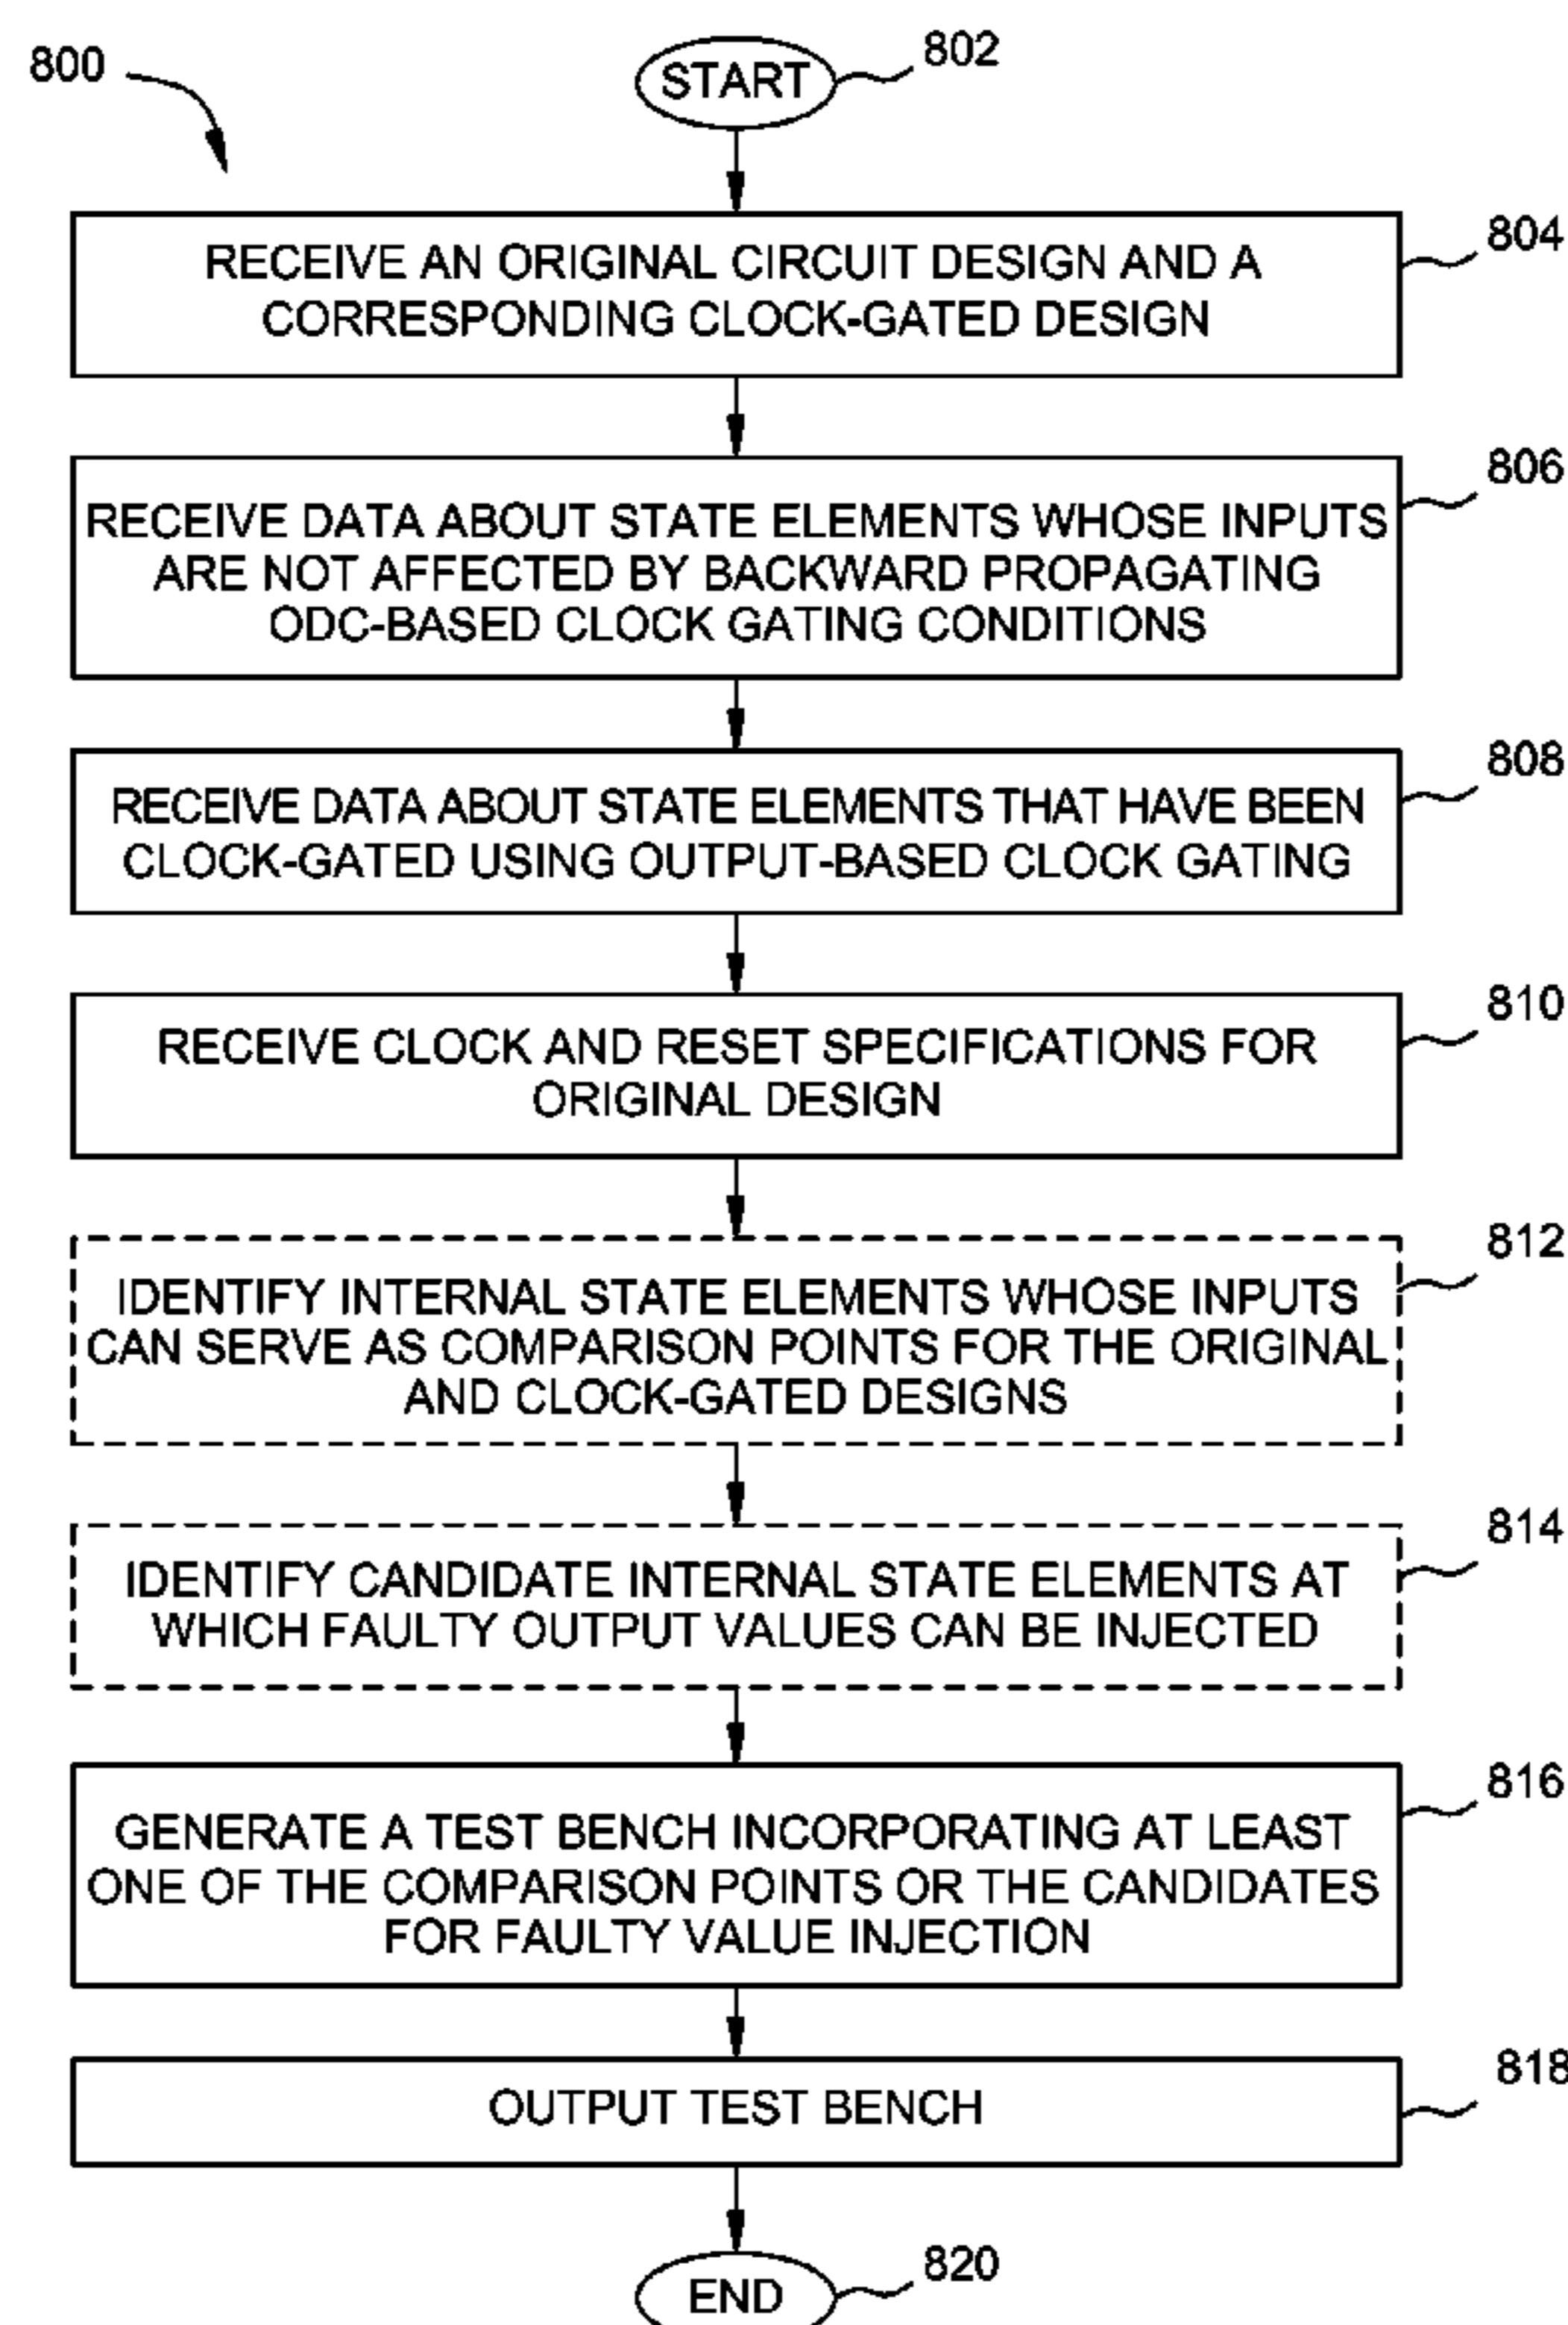 800
START
802
804
RECEIVE AN ORIGINAL CIRCUIT DESIGN AND A
CORRESPONDING CLOCK-GATED DESIGN
806
RECEIVE DATA ABOUT STATE ELEMENTS WHOSE INPUTS
ARE NOT AFFECTED BY BACKWARD PROPAGATING
ODC-BASED CLOCK GATING CONDITIONS
808
RECEIVE DATA ABOUT STATE ELEMENTS THAT HAVE BEEN
CLOCK-GATED USING OUTPUT-BASED CLOCK GATING
810
RECEIVE CLOCK AND RESET SPECIFICATIONS FOR
ORIGINAL DESIGN
812
IDENTIFY INTERNAL STATE ELEMENTS WHOSE INPUTS
CAN SERVE AS COMPARISON POINTS FOR THE ORIGINAL
AND CLOCK-GATED DESIGNS
814
IDENTIFY CANDIDATE INTERNAL STATE ELEMENTS AT
WHICH FAULTY OUTPUT VALUES CAN BE INJECTED
816
GENERATE A TEST BENCH INCORPORATING AT LEAST
ONE OF THE COMPARISON POINTS OR THE CANDIDATES
FOR FAULTY VALUE INJECTION
818
OUTPUT TEST BENCH
820
END